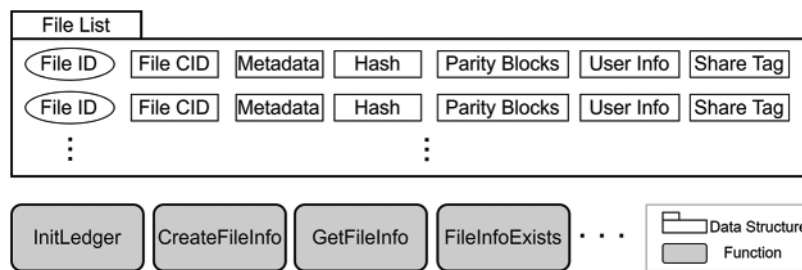 File List
File ID File CID Metadata Hash Parity Blocks User Info Share Tag
File ID File CID Metadata Hash Parity Blocks User Info Share Tag
InitLedger CreateFileInfo GetFileInfo FileInfoExists . . .
Data Structure
Function